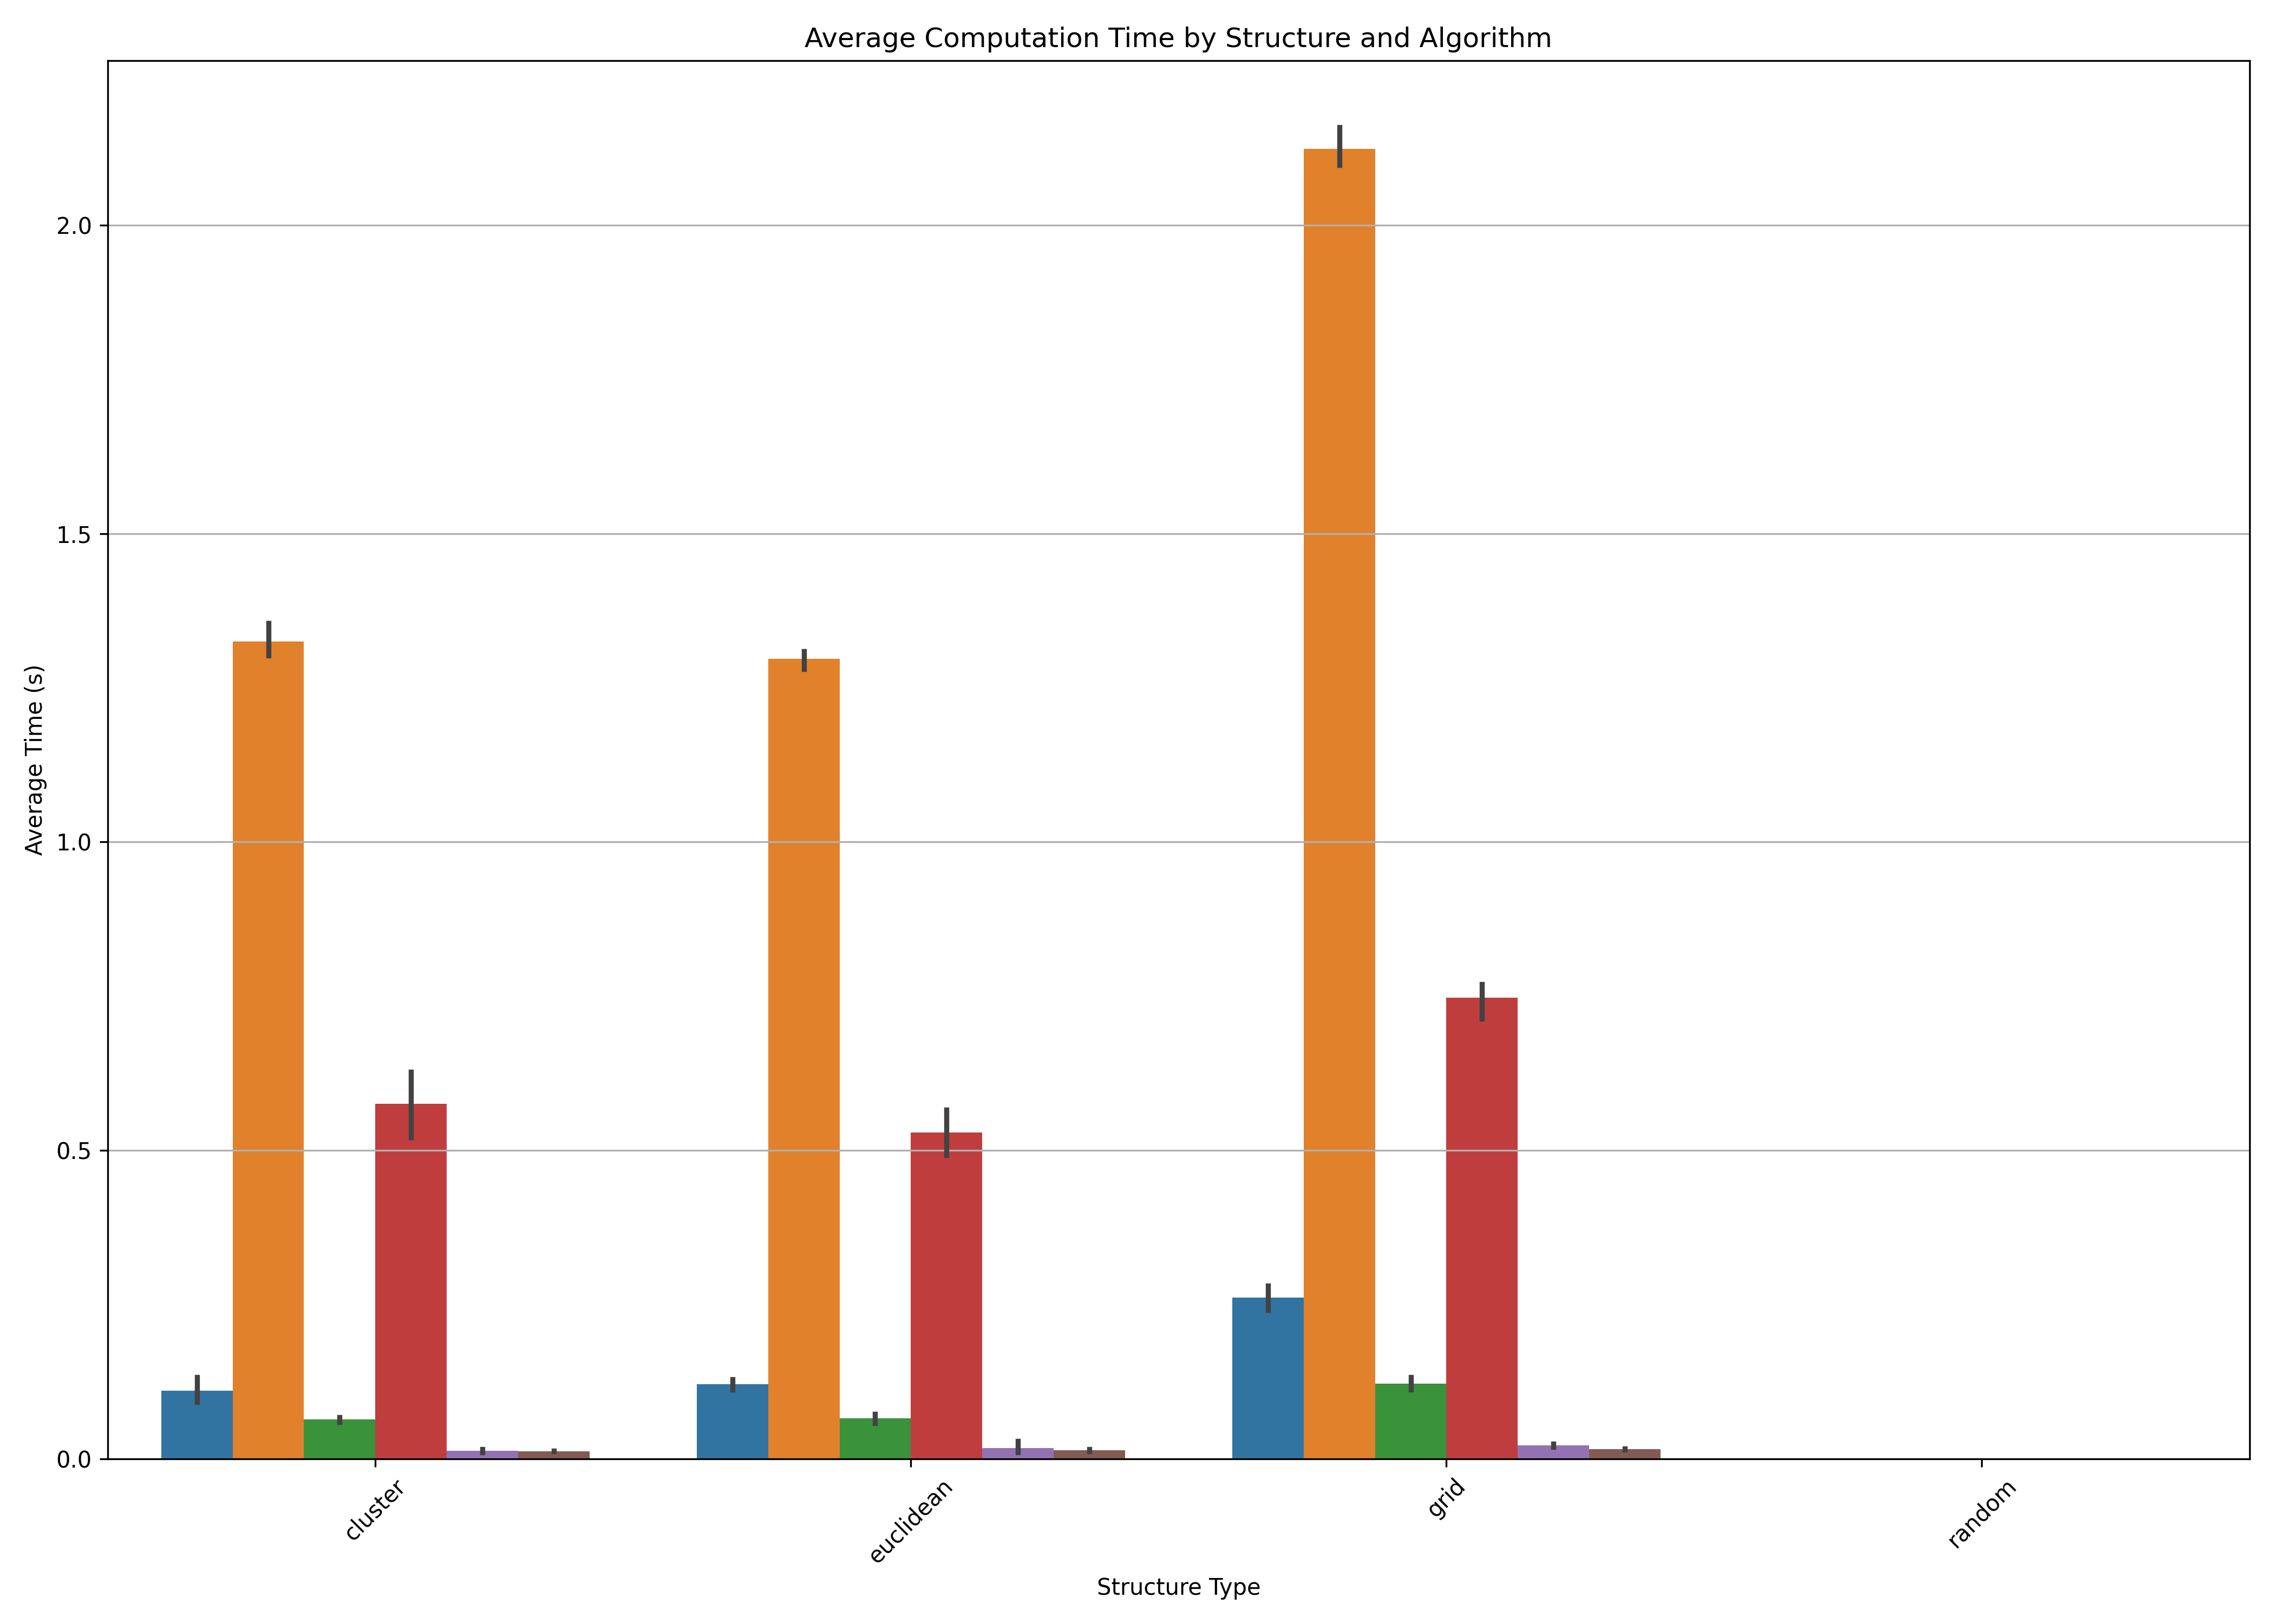 Average Computation Time by Structure and Algorithm
2.0
1.5
1.0
0.5
0.0
Average Time (s)
cluster
euclidean
grid
random
Structure Type